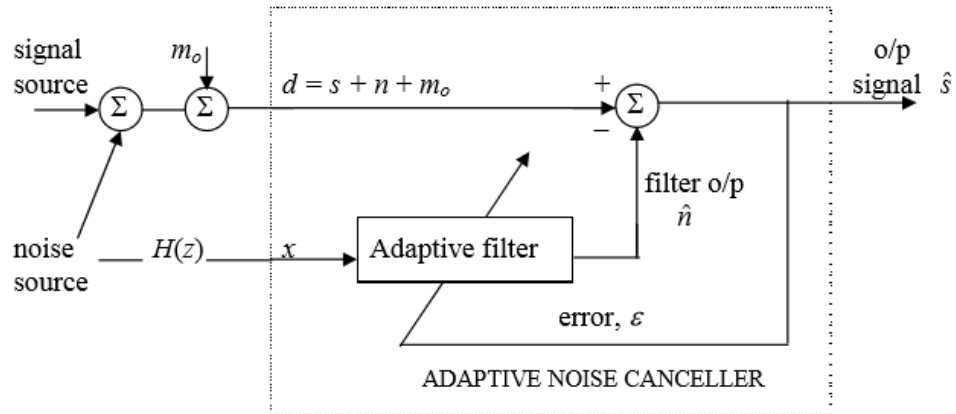 signal
source
m_o
d = s + n + m_o
o/p
signal ŝ
Σ
Σ
+
Σ
−
filter o/p
n̂
noise
source
H(z)
x
Adaptive filter
error, ε
ADAPTIVE NOISE CANCELLER